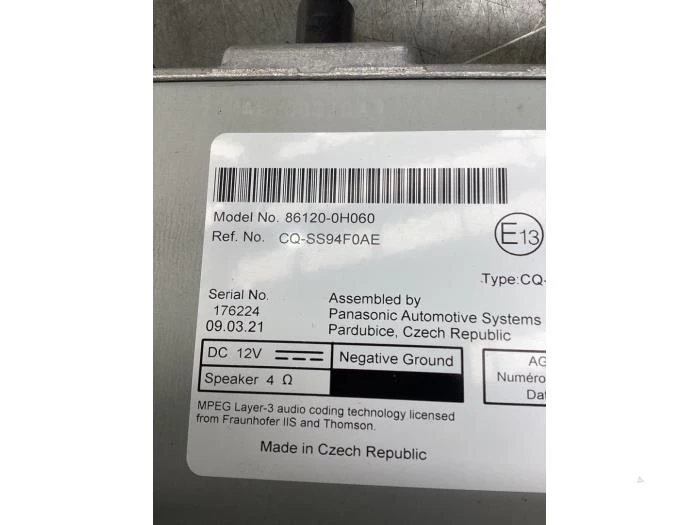 Model No. 86120-0H060
Ref. No. CQ-SS94F0AE
E13
Type:CQ-
Serial No.
176224
09.03.21
Assembled by
Panasonic Automotive Systems
Pardubice, Czech Republic
DC 12V
Negative Ground
Speaker 4 Ω
AG
Numéro
Dat
MPEG Layer-3 audio coding technology licensed
from Fraunhofer IIS and Thomson.
Made in Czech Republic